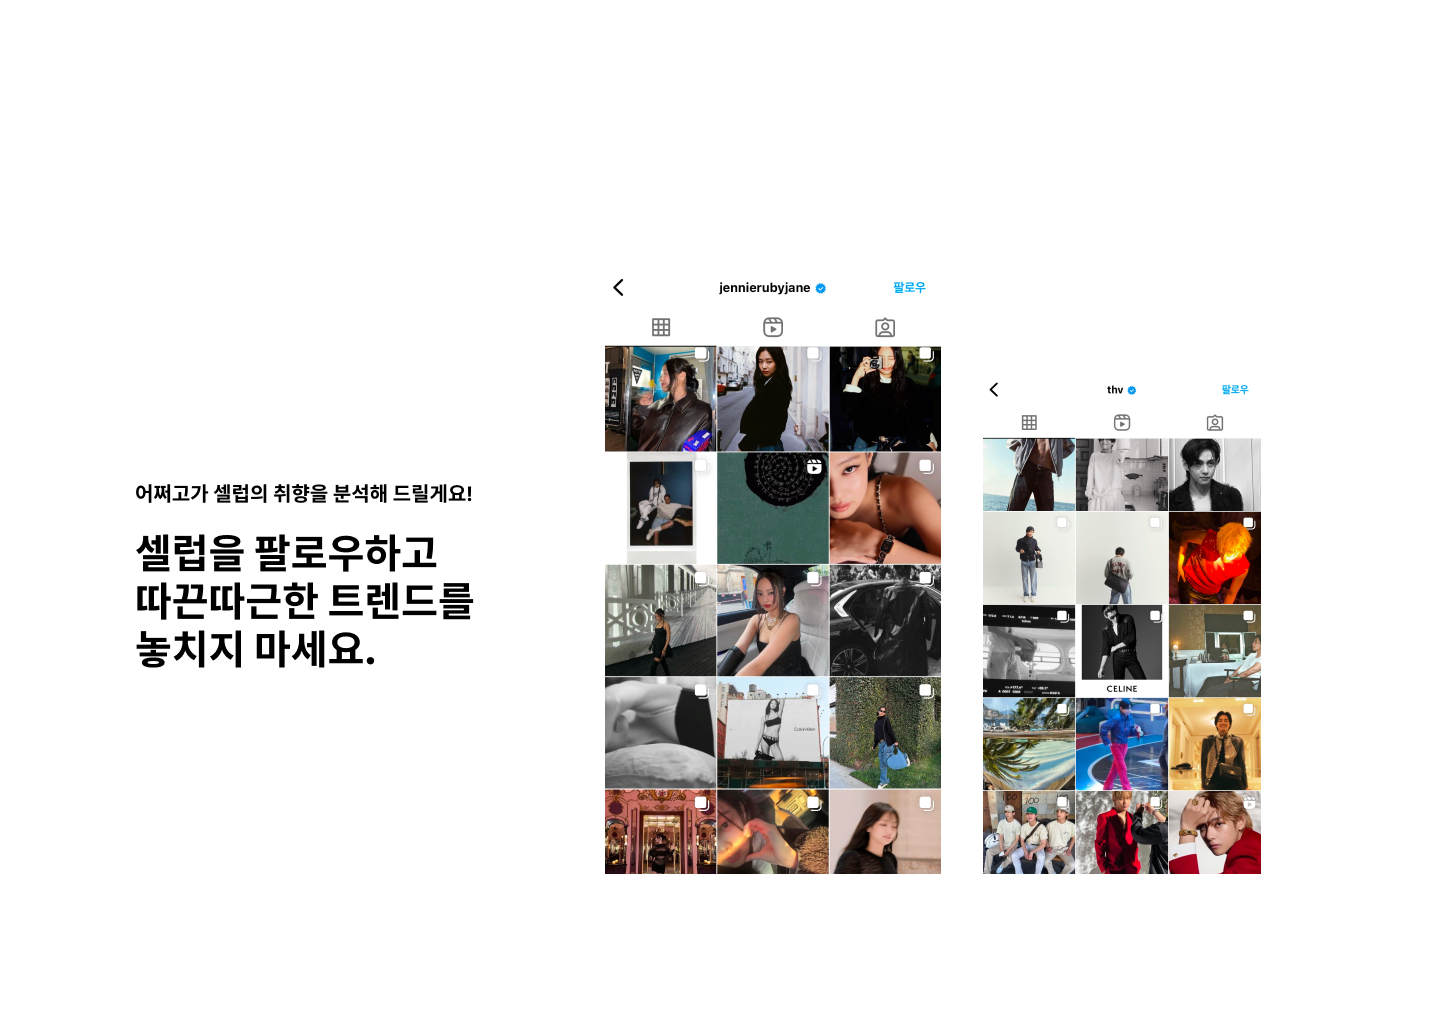 어쩌고가 셀럽의 취향을 분석해 드릴게요!
셀럽을 팔로우하고
따끈따근한 트렌드를
놓치지 마세요.
jennierubyjane
팔로우
Calvin Klein
thv
팔로우
CELINE
100